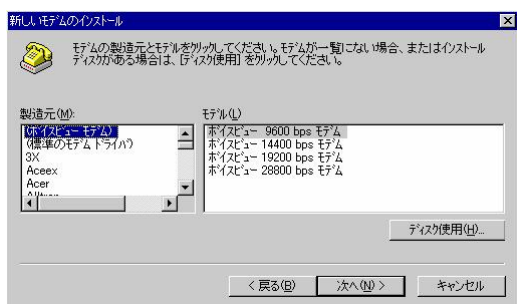 新しいモデムのインストール
モデムの製造元とモデルをクリックしてください。モデムが一覧にない場合、またはインストール
ディスクがある場合は、[ディスク使用] をクリックしてください。
製造元(M):
モデル(L)
(ボイスビュー モデム)
(標準のモデム ドライバ)
3X
Aceex
Acer
ボイスビュー 9600 bps モデム
ボイスビュー 14400 bps モデム
ボイスビュー 19200 bps モデム
ボイスビュー 28800 bps モデム
ディスク使用(H)...
< 戻る(B)
次へ(N) >
キャンセル